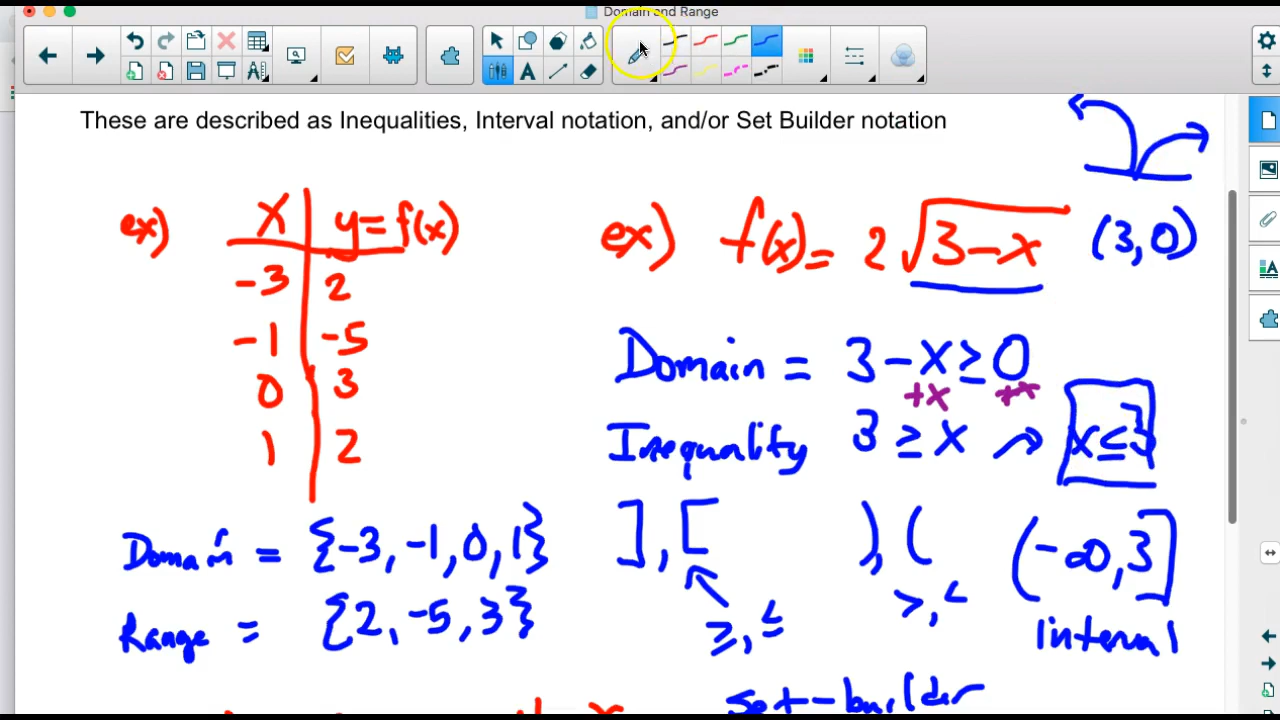 Domain and Range
These are described as Inequalities, Interval notation, and/or Set Builder notation
ex) x y = f(x)
-3 2
-1 -5
0 3
1 2
Domain = {-3, -1, 0, 1}
Range = {2, -5, 3}
ex) f(x) = 2√(3-x) (3,0)
Domain = 3-x ≥ 0
+x +x
Inequality 3 ≥ x → x ≤ 3
], [ ), ( (-∞, 3]
≥, ≤ >, < interval
set-builder